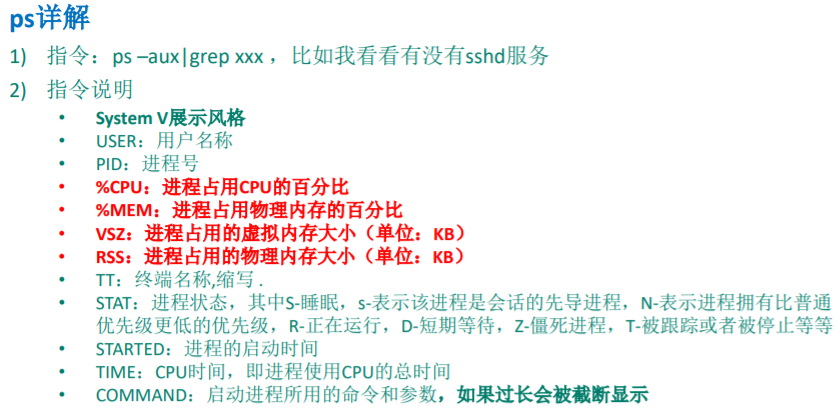 ps详解
1) 指令：ps –aux|grep xxx ，比如我看看有没有sshd服务
2) 指令说明
• System V展示风格
• USER：用户名称
• PID：进程号
• %CPU：进程占用CPU的百分比
• %MEM：进程占用物理内存的百分比
• VSZ：进程占用的虚拟内存大小（单位：KB）
• RSS：进程占用的物理内存大小（单位：KB）
• TT：终端名称,缩写 .
• STAT：进程状态，其中S-睡眠，s-表示该进程是会话的先导进程，N-表示进程拥有比普通
优先级更低的优先级，R-正在运行，D-短期等待，Z-僵死进程，T-被跟踪或者被停止等等
• STARTED：进程的启动时间
• TIME：CPU时间，即进程使用CPU的总时间
• COMMAND：启动进程所用的命令和参数，如果过长会被截断显示